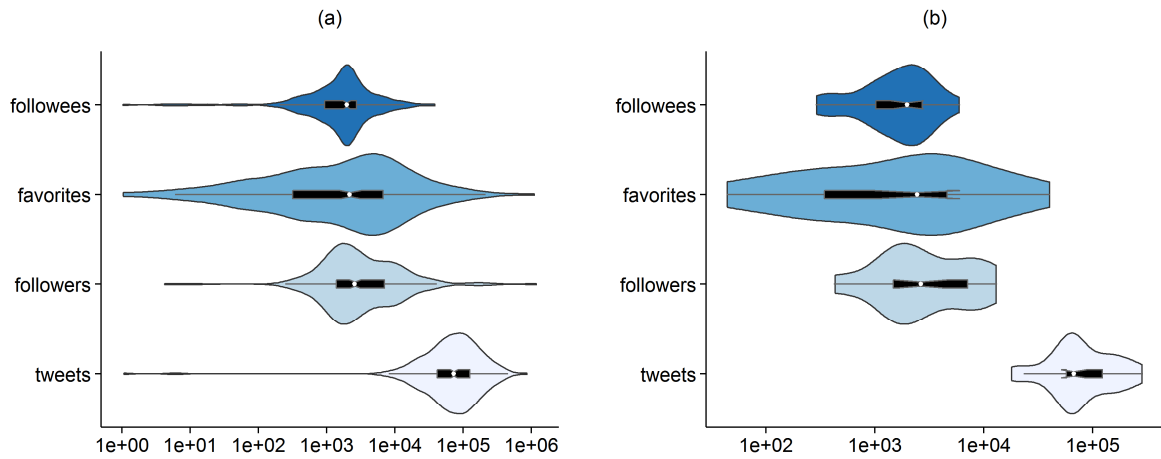 (a)
followees
favorites
followers
tweets
1e+00 1e+01 1e+02 1e+03 1e+04 1e+05 1e+06
(b)
followees
favorites
followers
tweets
1e+02 1e+03 1e+04 1e+05